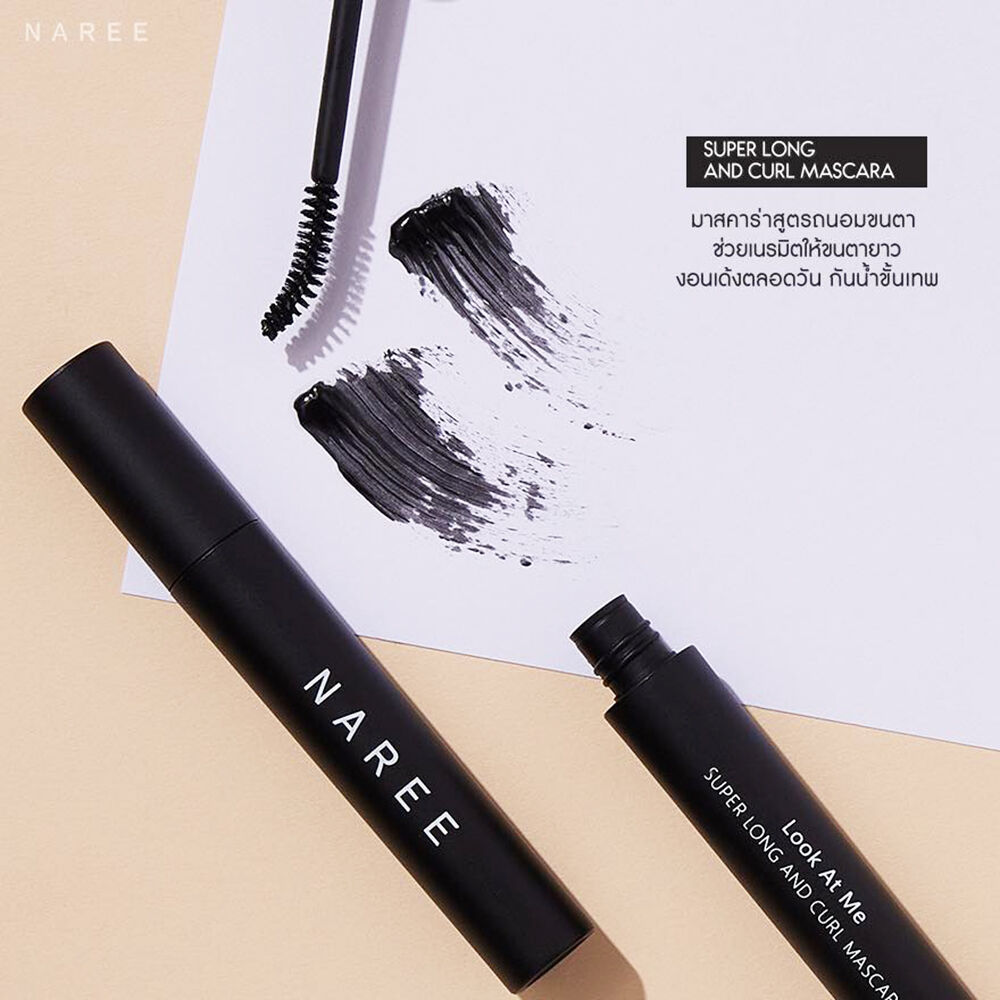 NAREE
SUPER LONG
AND CURL MASCARA
มาสคาร่าสูตรถนอมขนตา
ช่วยเนรมิตให้ขนตายาว
งอนเด้งตลอดวัน กันน้ำขั้นเทพ
NAREE
Look At Me
SUPER LONG AND CURL MASCAR